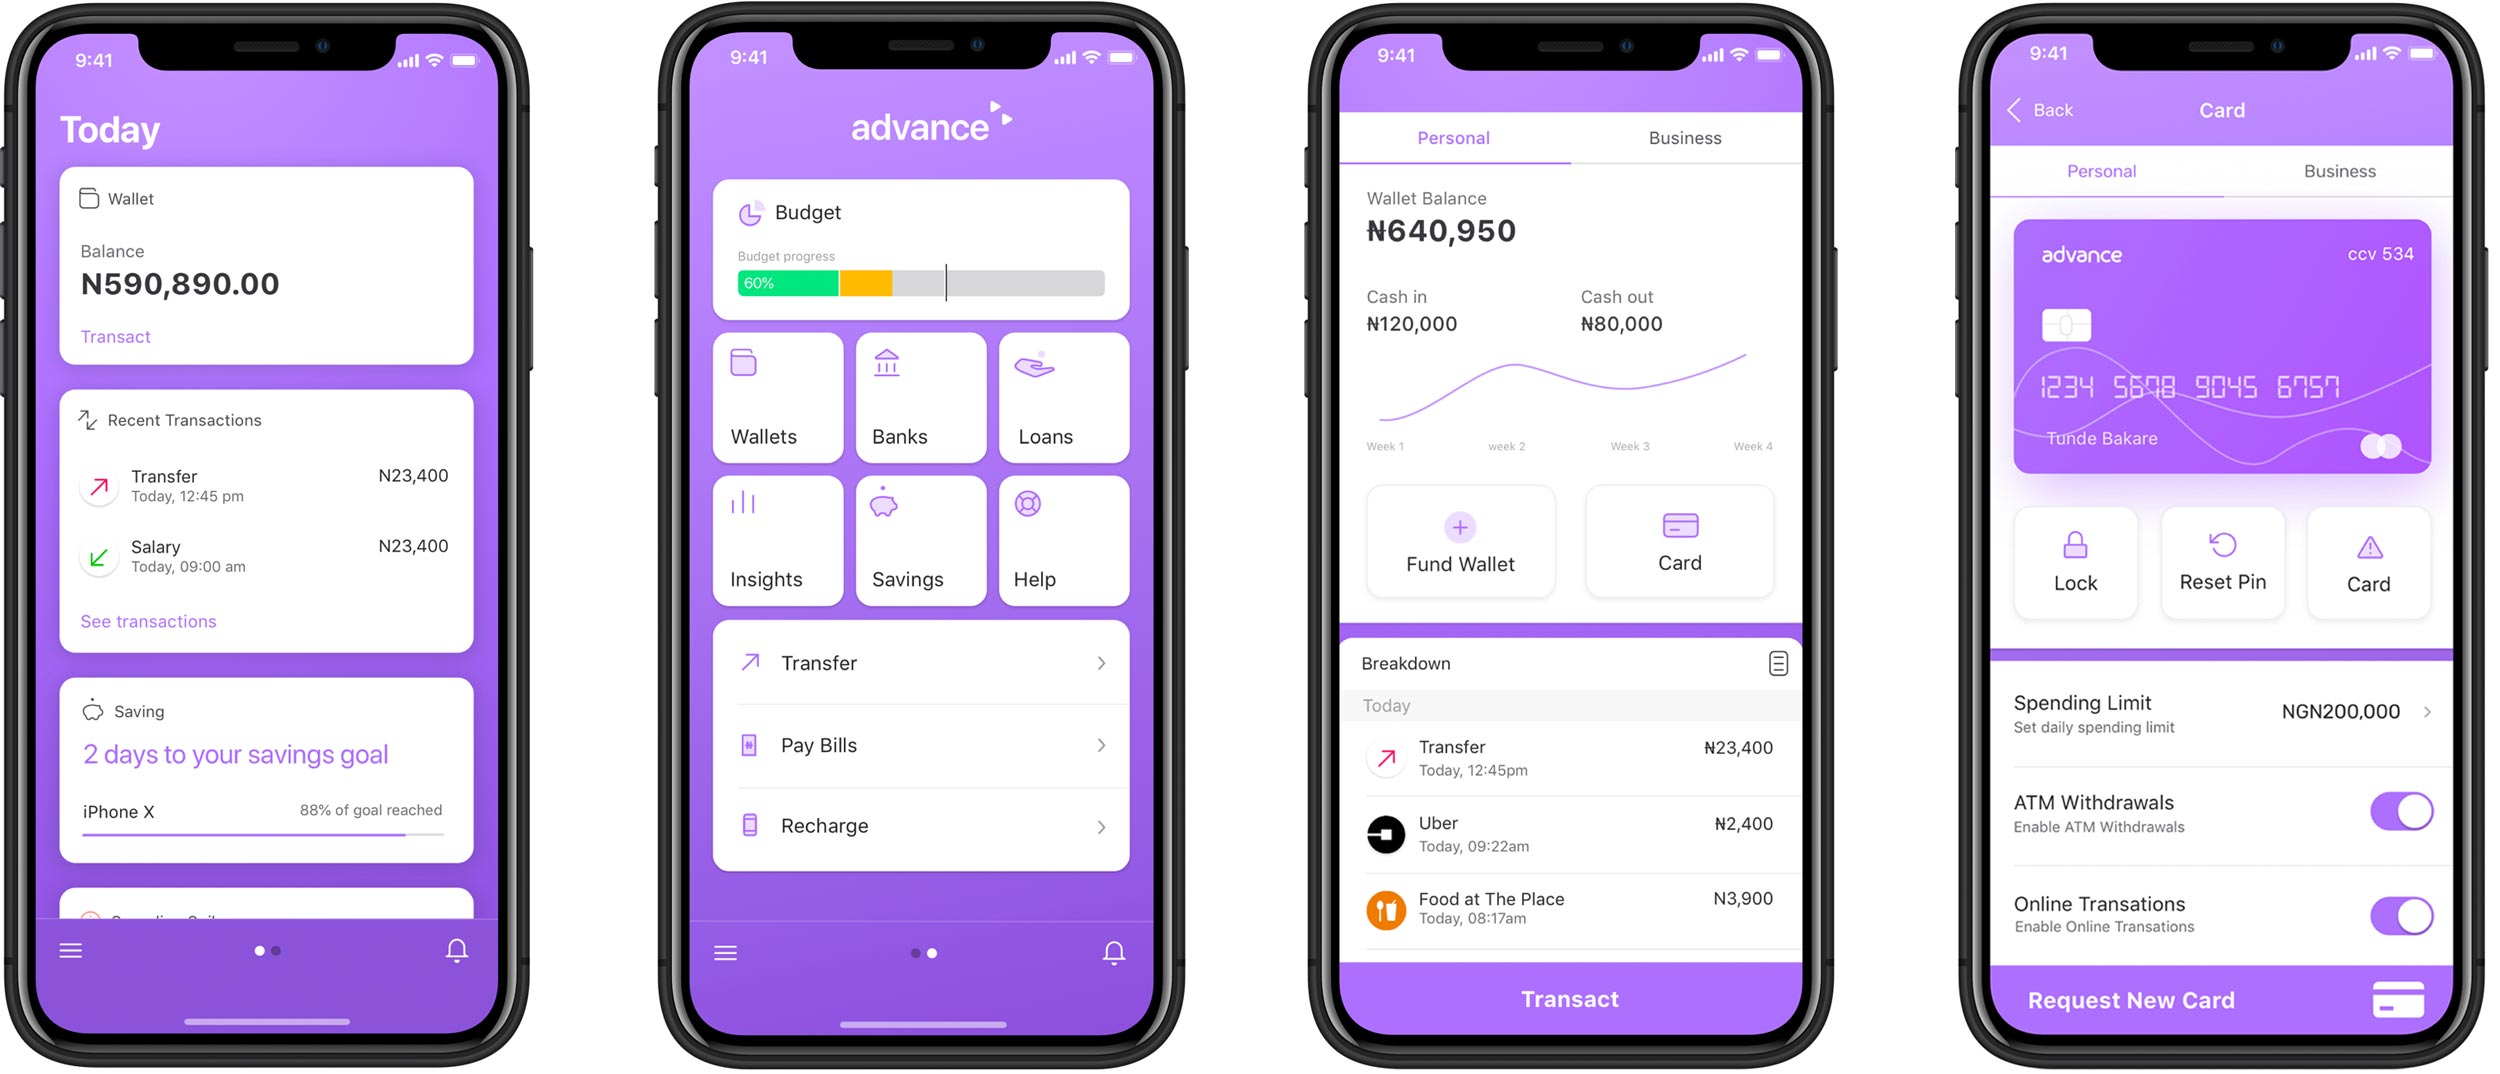 9:41
Today
Wallet
Balance
N590,890.00
Transact
Recent Transactions
Transfer
N23,400
Today, 12:45 pm
Salary
N23,400
Today, 09:00 am
See transactions
Saving
2 days to your savings goal
iPhone X
88% of goal reached
9:41
advance
Budget
Budget progress
60%
Wallets
Banks
Loans
Insights
Savings
Help
Transfer
Pay Bills
Recharge
9:41
Personal
Business
Wallet Balance
₦640,950
Cash in
Cash out
₦120,000
₦80,000
Week 1
week 2
Week 3
Week 4
Fund Wallet
Card
Breakdown
Today
Transfer
₦23,400
Today, 12:45pm
Uber
₦2,400
Today, 09:22am
Food at The Place
N3,900
Today, 08:17am
Transact
9:41
Back
Card
Personal
Business
advance
ccv 534
1234 5678 9045 6757
Tunde Bakare
Lock
Reset Pin
Card
Spending Limit
NGN200,000
Set daily spending limit
ATM Withdrawals
Enable ATM Withdrawals
Online Transations
Enable Online Transations
Request New Card